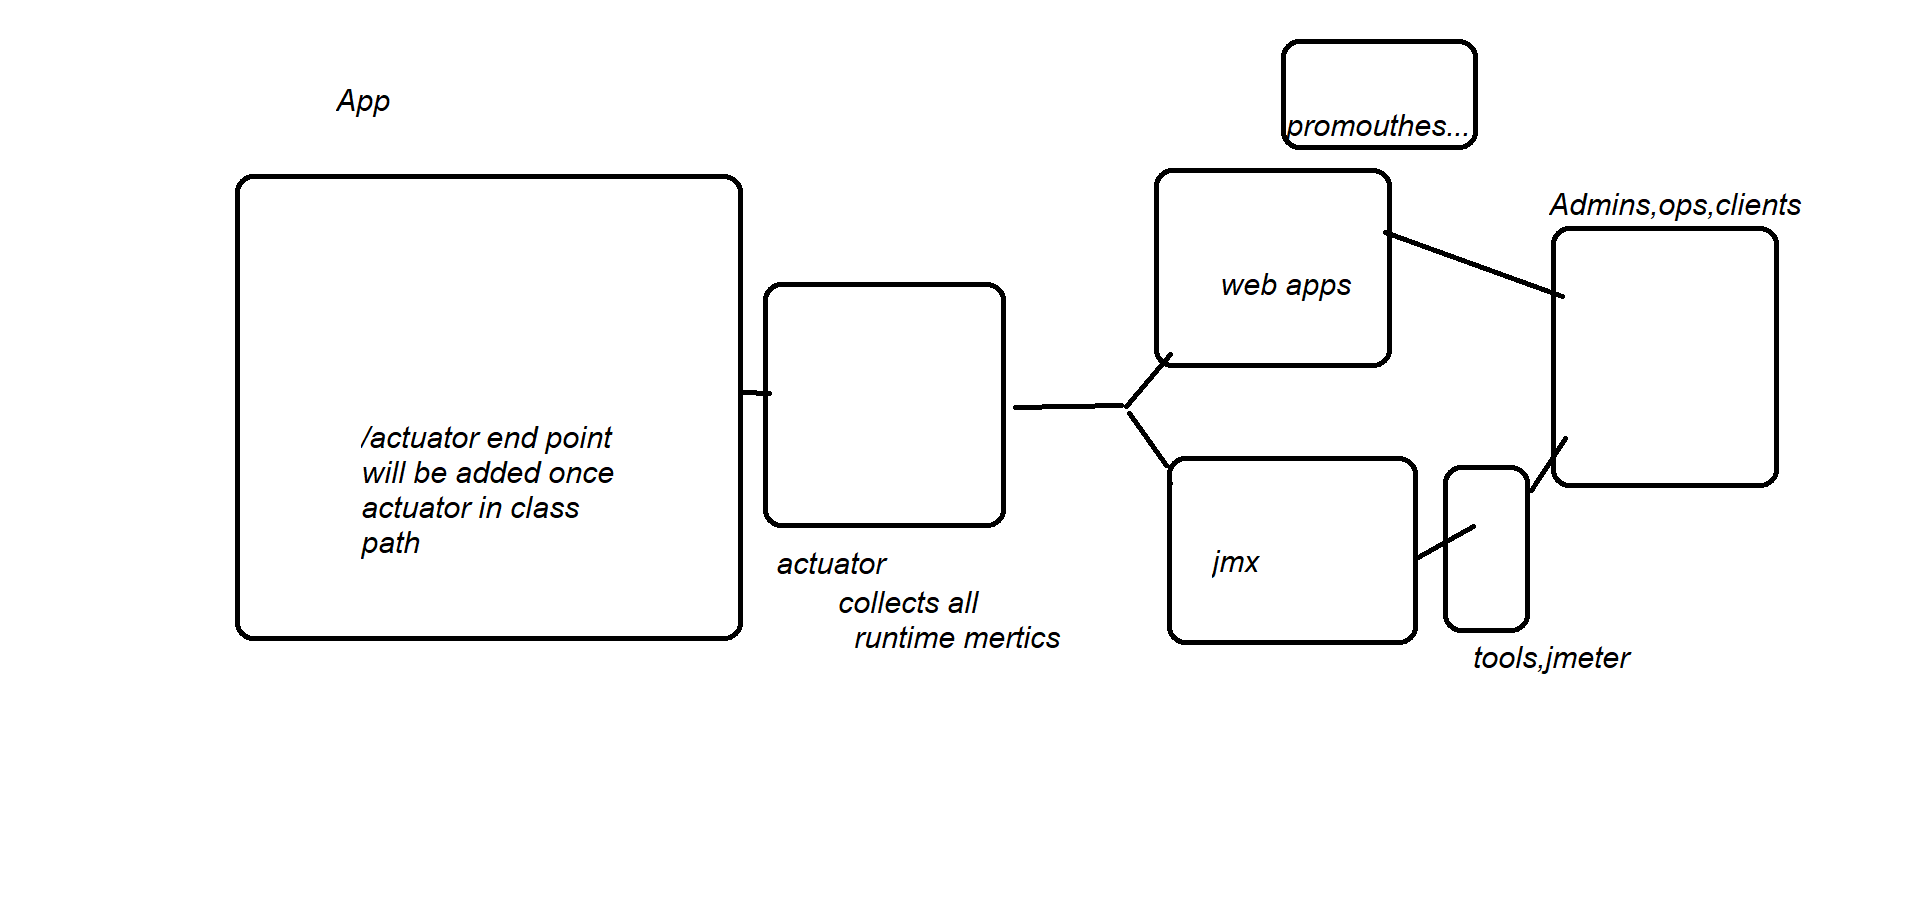 App
/actuator end point
will be added once
actuator in class
path
actuator
collects all
runtime mertics
promouthes...
web apps
jmx
tools,jmeter
Admins,ops,clients